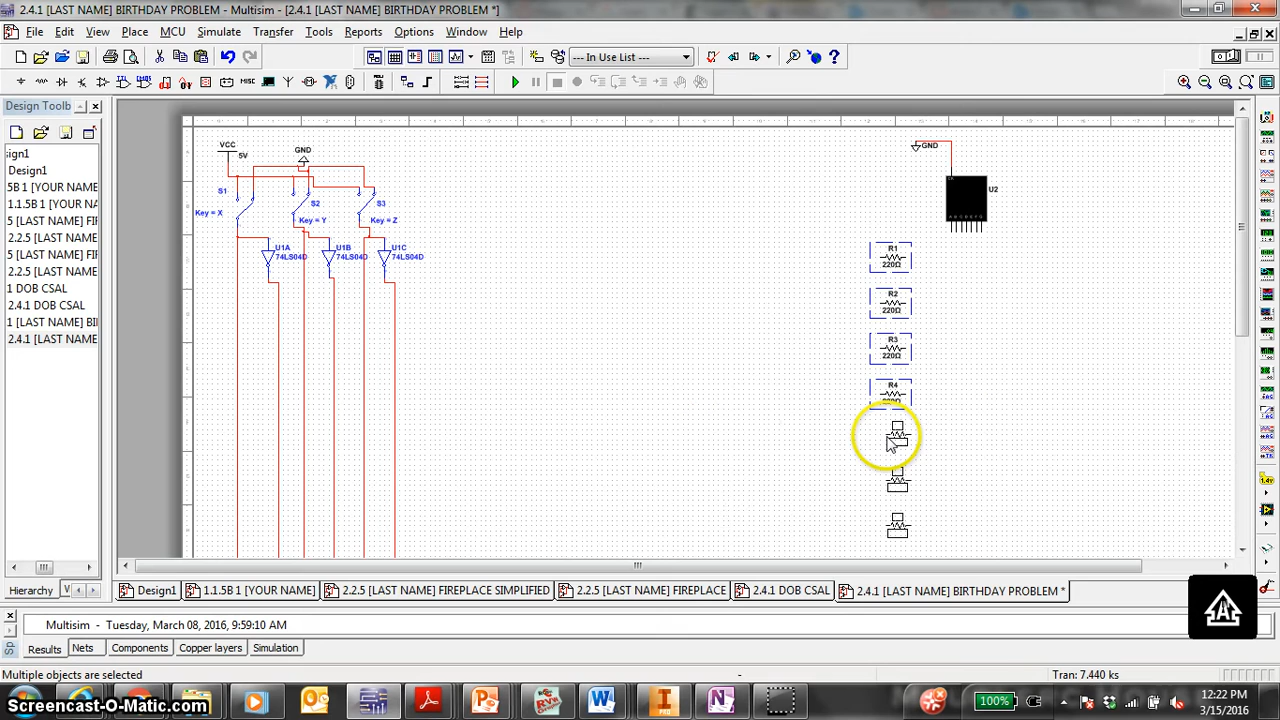 2.4.1 [LAST NAME] BIRTHDAY PROBLEM - Multisim - [2.4.1 [LAST NAME] BIRTHDAY PROBLEM *]
File Edit View Place MCU Simulate Transfer Tools Reports Options Window Help
--- In Use List ---
MISC
Design Toolb
sign1
Design1
5B 1 [YOUR NAME]
1.1.5B 1 [YOUR N
5 [LAST NAME] FI
2.2.5 [LAST NAME
5 [LAST NAME] FI
2.2.5 [LAST NAME
1 DOB CSAL
2.4.1 DOB CSAL
1 [LAST NAME] BI
2.4.1 [LAST NAME
Hierarchy V
VCC
5V
GND
S1
Key = X
S2
Key = Y
S3
Key = Z
U1A
74LS04D
U1B
74LS04D
U1C
74LS04D
GND
U2
R1
220Ω
R2
220Ω
R3
220Ω
R4
220Ω
Design1 1.1.5B 1 [YOUR NAME] 2.2.5 [LAST NAME] FIREPLACE SIMPLIFIED 2.2.5 [LAST NAME] FIREPLACE 2.4.1 DOB CSAL 2.4.1 [LAST NAME] BIRTHDAY PROBLEM *
Multisim - Tuesday, March 08, 2016, 9:59:10 AM
Results Nets Components Copper layers Simulation
Multiple objects are selected - Tran: 7.440 ks
100%
12:22 PM
3/15/2016
Screencast-O-Matic.com